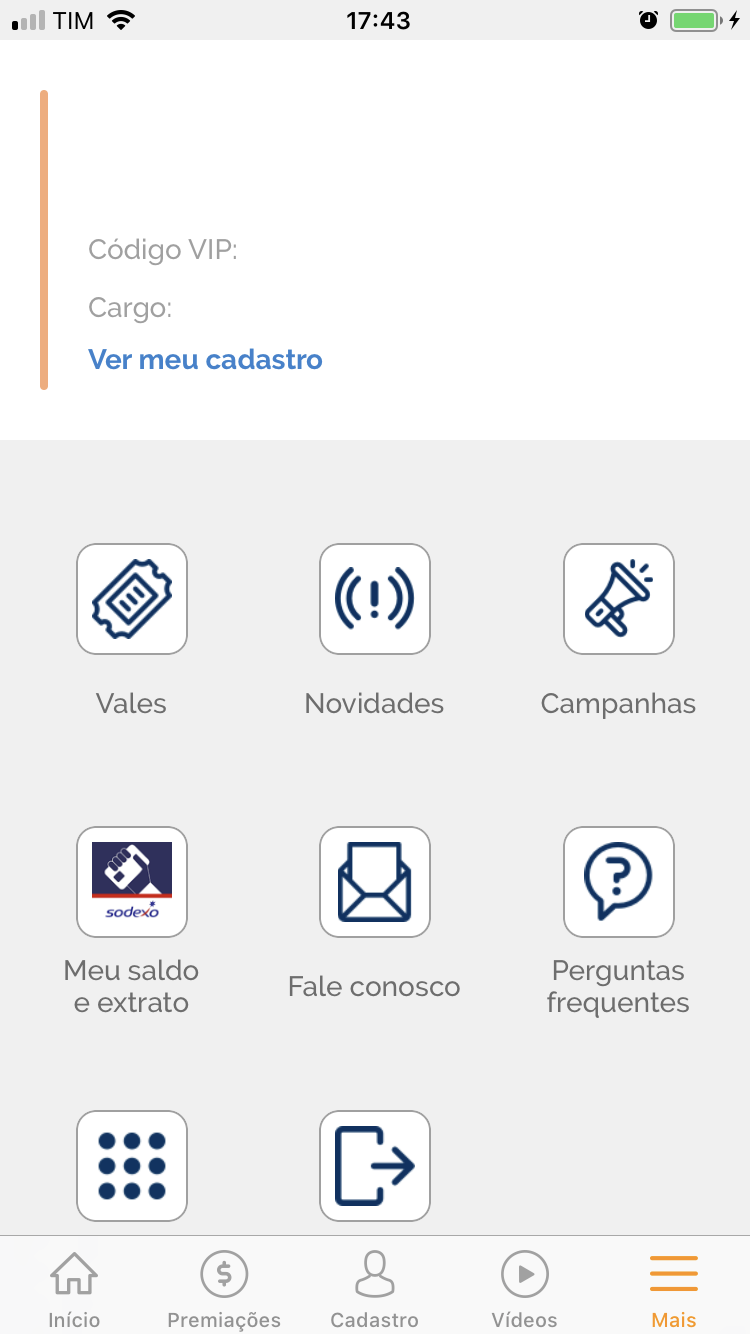 TIM 17:43
Código VIP:
Cargo:
Ver meu cadastro
Vales Novidades Campanhas
sodexo
Meu saldo
e extrato
Fale conosco
Perguntas
frequentes
Início Premiações Cadastro Vídeos Mais